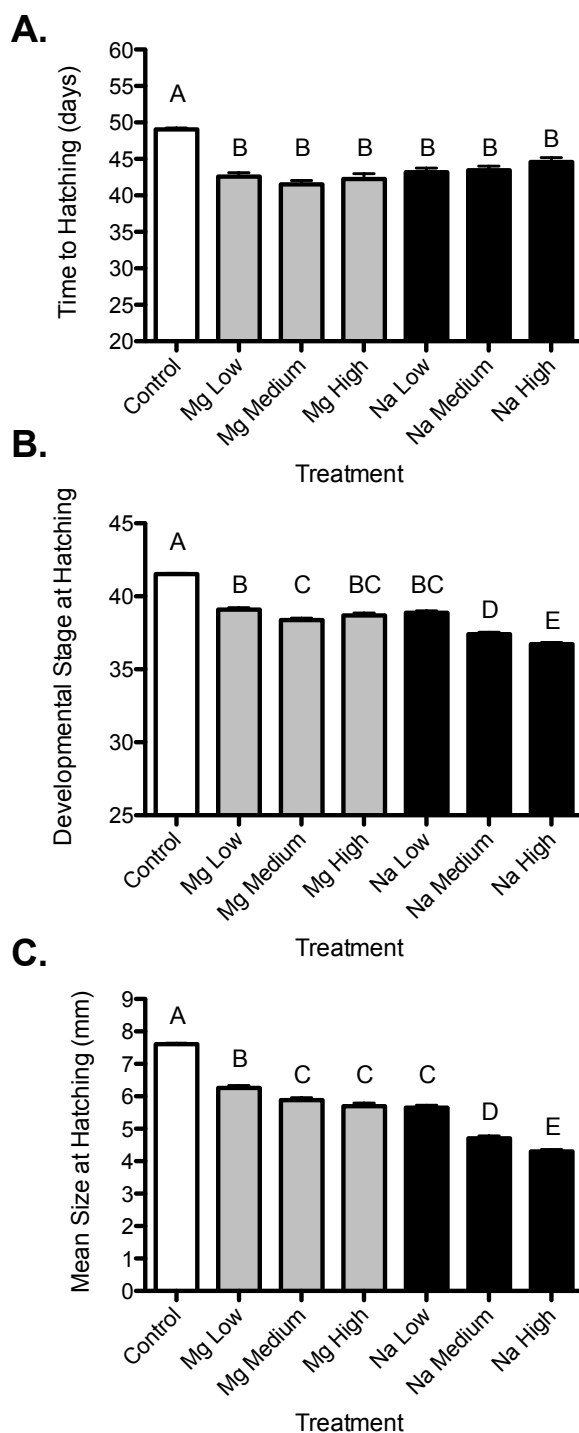 A.
Time to Hatching (days)
60
55
50
45
40
35
30
25
20
A
B
B
B
B
B
B
Control
Mg Low
Mg Medium
Mg High
Na Low
Na Medium
Na High
Treatment
B.
Developmental Stage at Hatching
45
40
35
30
25
A
B
C
BC
BC
D
E
Control
Mg Low
Mg Medium
Mg High
Na Low
Na Medium
Na High
Treatment
C.
Mean Size at Hatching (mm)
9
8
7
6
5
4
3
2
1
0
A
B
C
C
C
D
E
Control
Mg Low
Mg Medium
Mg High
Na Low
Na Medium
Na High
Treatment